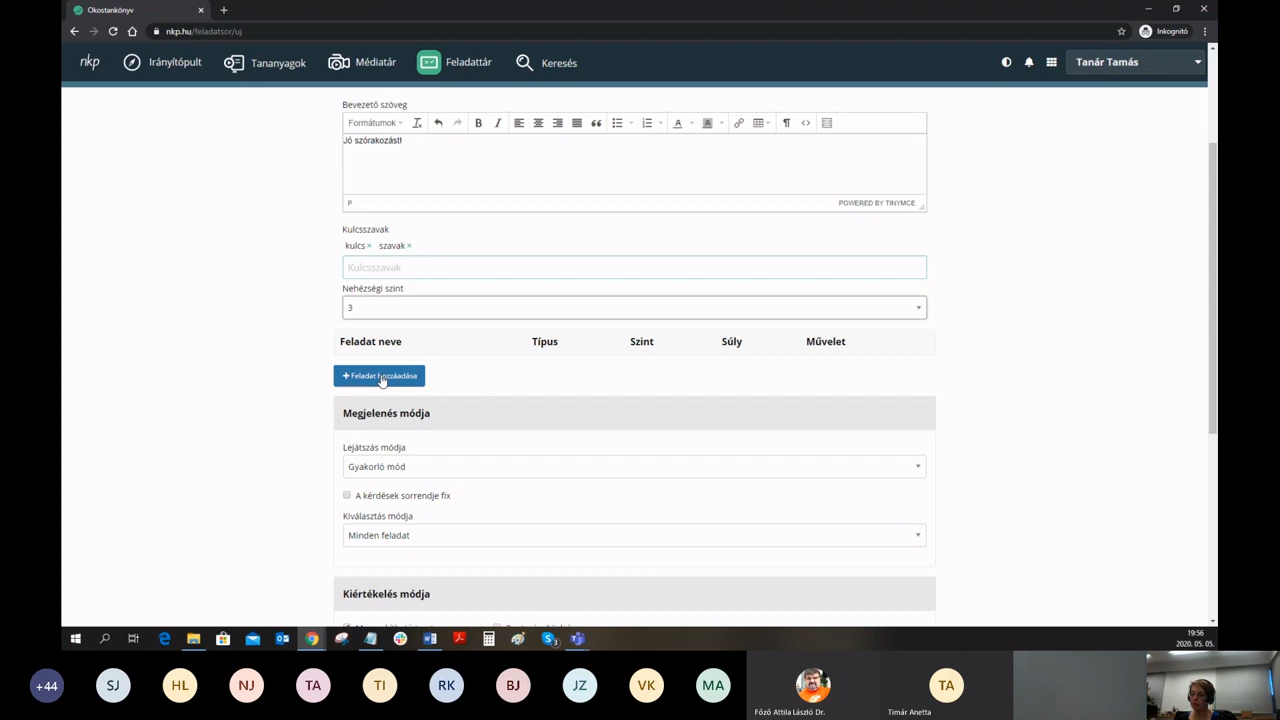 Okostankönyv
nkp.hu/feladatsor/uj
Inkognitó
nkp
Irányítópult
Tananyagok
Médiatár
Feladattár
Keresés
Tanár Tamás
Bevezető szöveg
Formátumok
Jó szórakozást!
P
POWERED BY TINYMCE
Kulcsszavak
kulcs× szavak×
Kulcsszavak
Nehézségi szint
3
Feladat neve Típus Szint Súly Művelet
+ Feladat hozzáadása
Megjelenés módja
Lejátszás módja
Gyakorló mód
A kérdések sorrendje fix
Kiválasztás módja
Minden feladat
Kiértékelés módja
19:56
2020. 05. 05.
+44 SJ HL NJ TA TI RK BJ JZ VK MA TA
Főző Attila László Dr.
Tímár Anetta